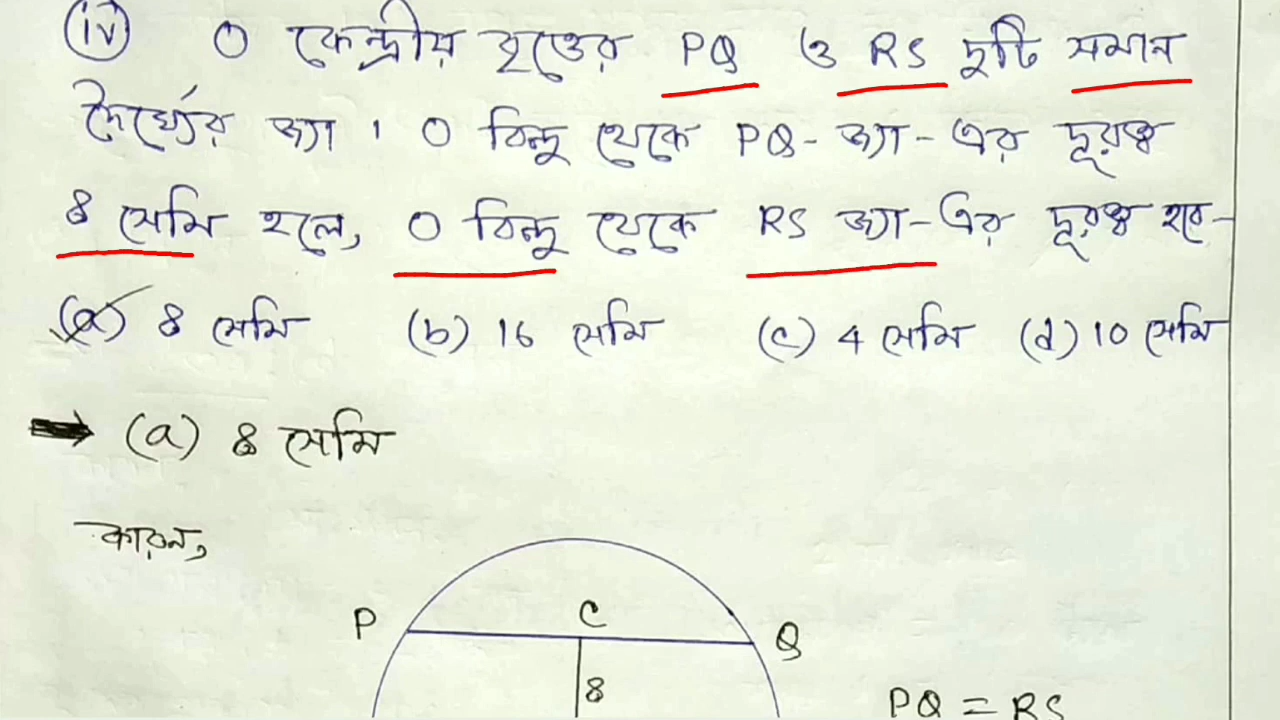 (iv) O কেন্দ্রীয় বৃত্তের PQ ও RS দুটি সমান
দৈর্ঘ্যের জ্যা । O বিন্দু থেকে PQ- জ্যা-এর দূরত্ব
8 সেমি হলে, O বিন্দু থেকে RS জ্যা-এর দূরত্ব হবে-
(a) 8 সেমি (b) 16 সেমি (c) 4 সেমি (d) 10 সেমি
→ (a) 8 সেমি
কারন,
P C Q
8
PQ = RS